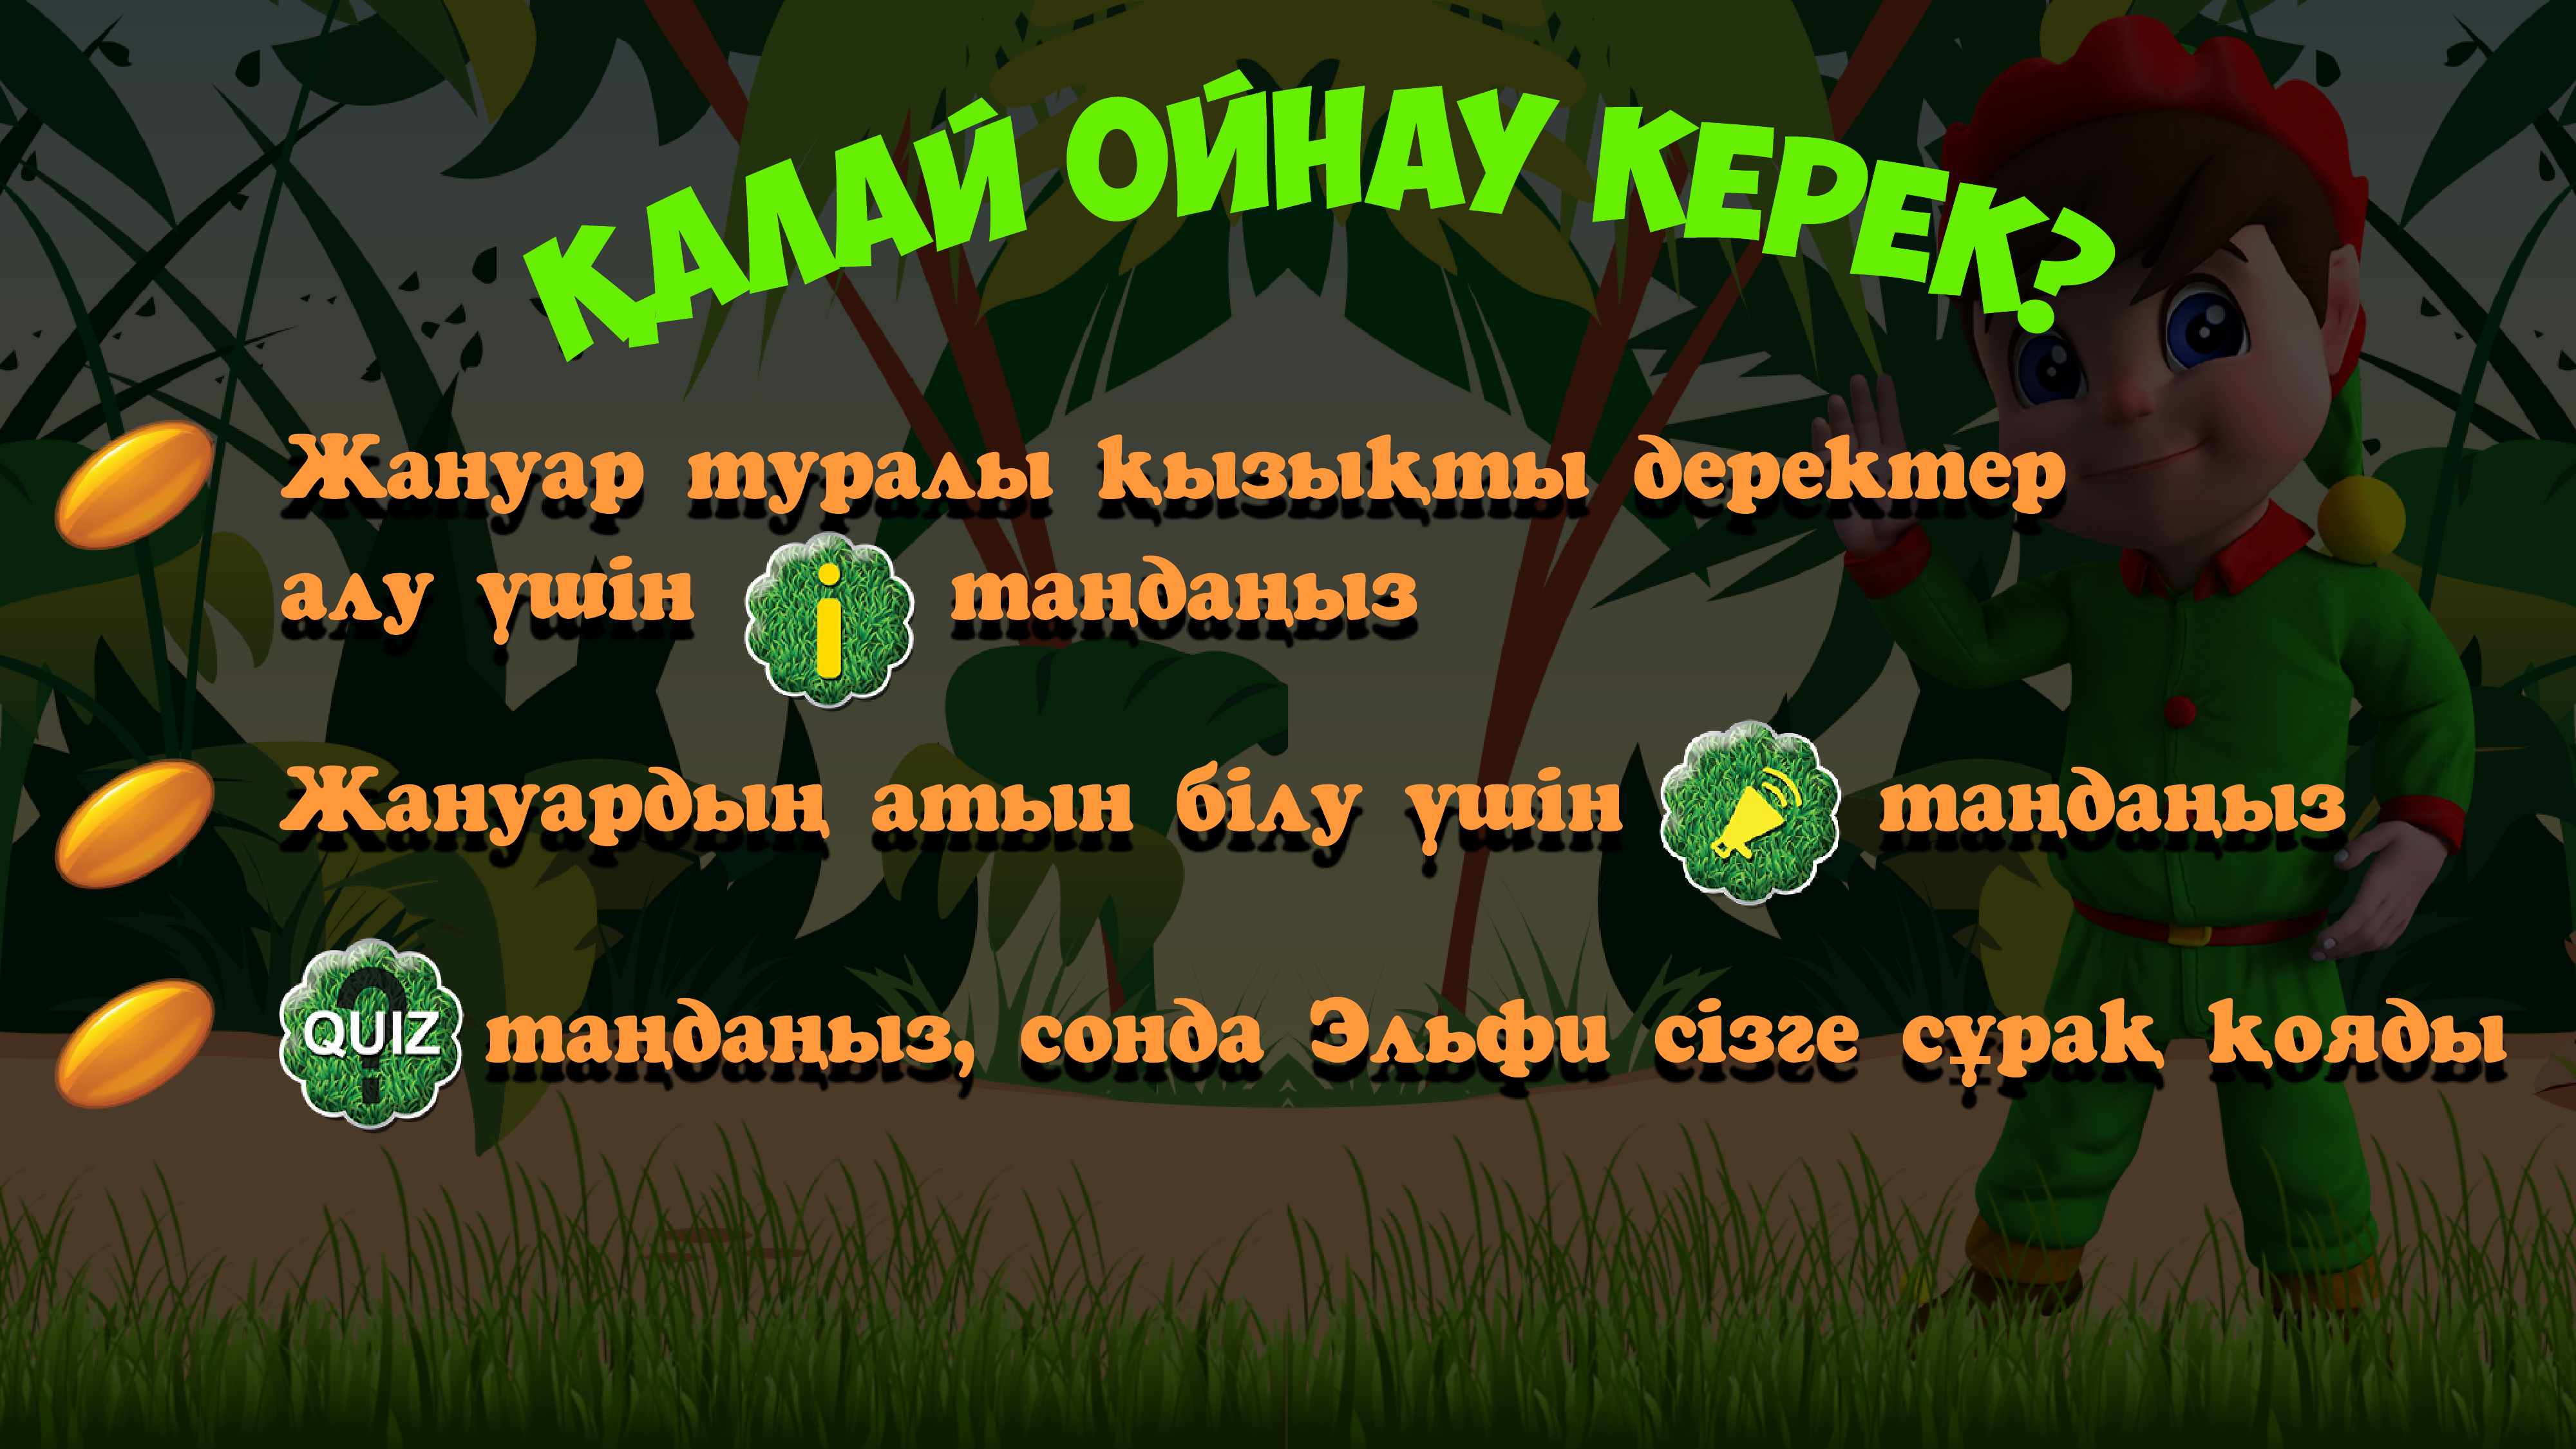 ҚАЛАЙ ОЙНАУ КЕРЕК?
Жануар туралы қызықты деректер
алу үшін i таңдаңыз
Жануардың атын білу үшін таңдаңыз
? QUIZ таңдаңыз, сонда Эльфи сізге сұрақ қояды